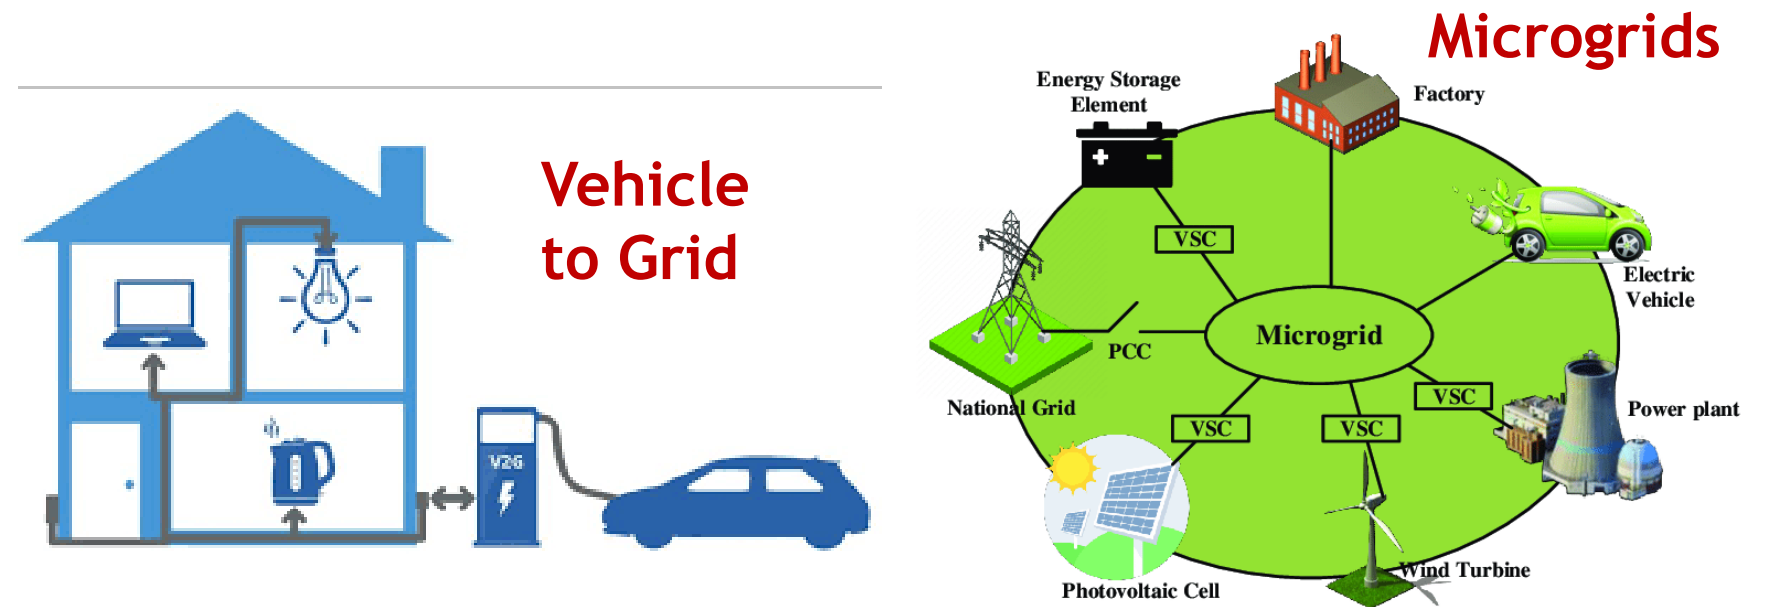 Vehicle
to Grid
V2G
Microgrids
Energy Storage
Element
Factory
VSC
Electric
Vehicle
Microgrid
PCC
National Grid
VSC
Power plant
VSC
VSC
Wind Turbine
Photovoltaic Cell